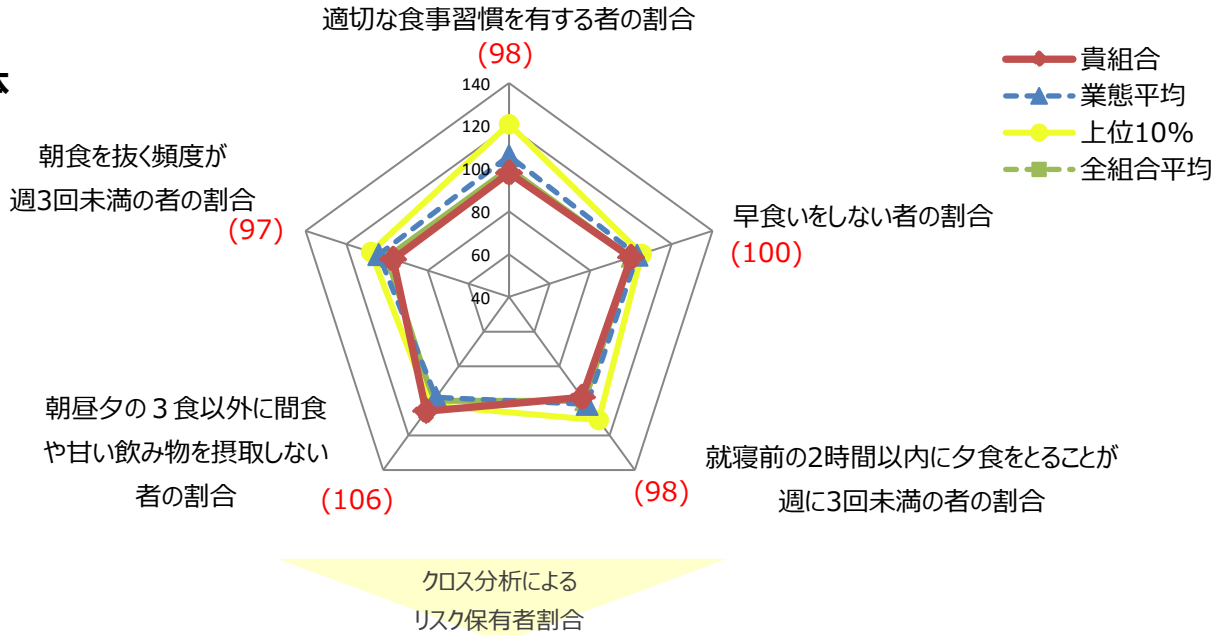 適切な食事習慣を有する者の割合
(98)
体
140
120
100
80
60
40
貴組合
業態平均
上位10%
全組合平均
朝食を抜く頻度が
週3回未満の者の割合
(97)
早食いをしない者の割合
(100)
朝昼夕の３食以外に間食
や甘い飲み物を摂取しない
者の割合
(106)
就寝前の2時間以内に夕食をとることが
週に3回未満の者の割合
(98)
クロス分析による
リスク保有者割合